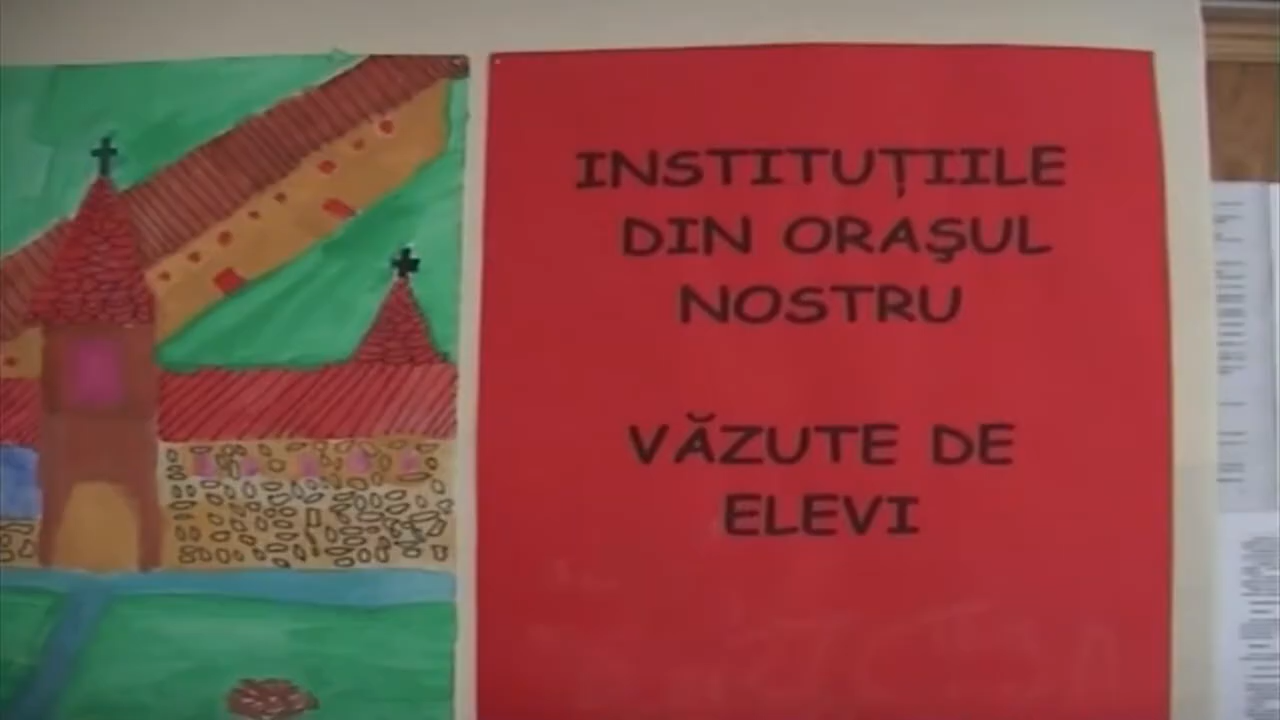 INSTITUȚIILE
DIN ORAŞUL
NOSTRU
VĂZUTE DE
ELEVI